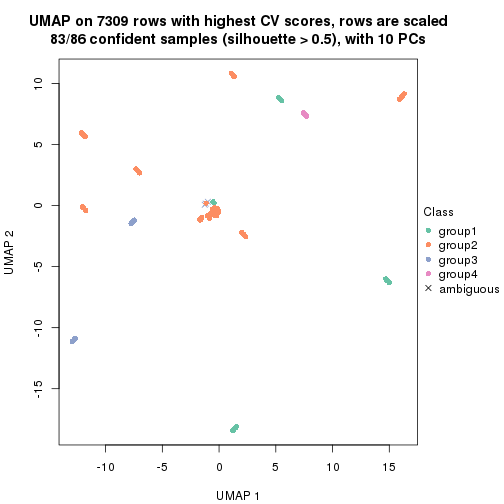 UMAP on 7309 rows with highest CV scores, rows are scaled
83/86 confident samples (silhouette > 0.5), with 10 PCs
10
5
0
-5
-10
-15
UMAP 2
-10
-5
0
5
10
15
UMAP 1
Class
group1
group2
group3
group4
ambiguous